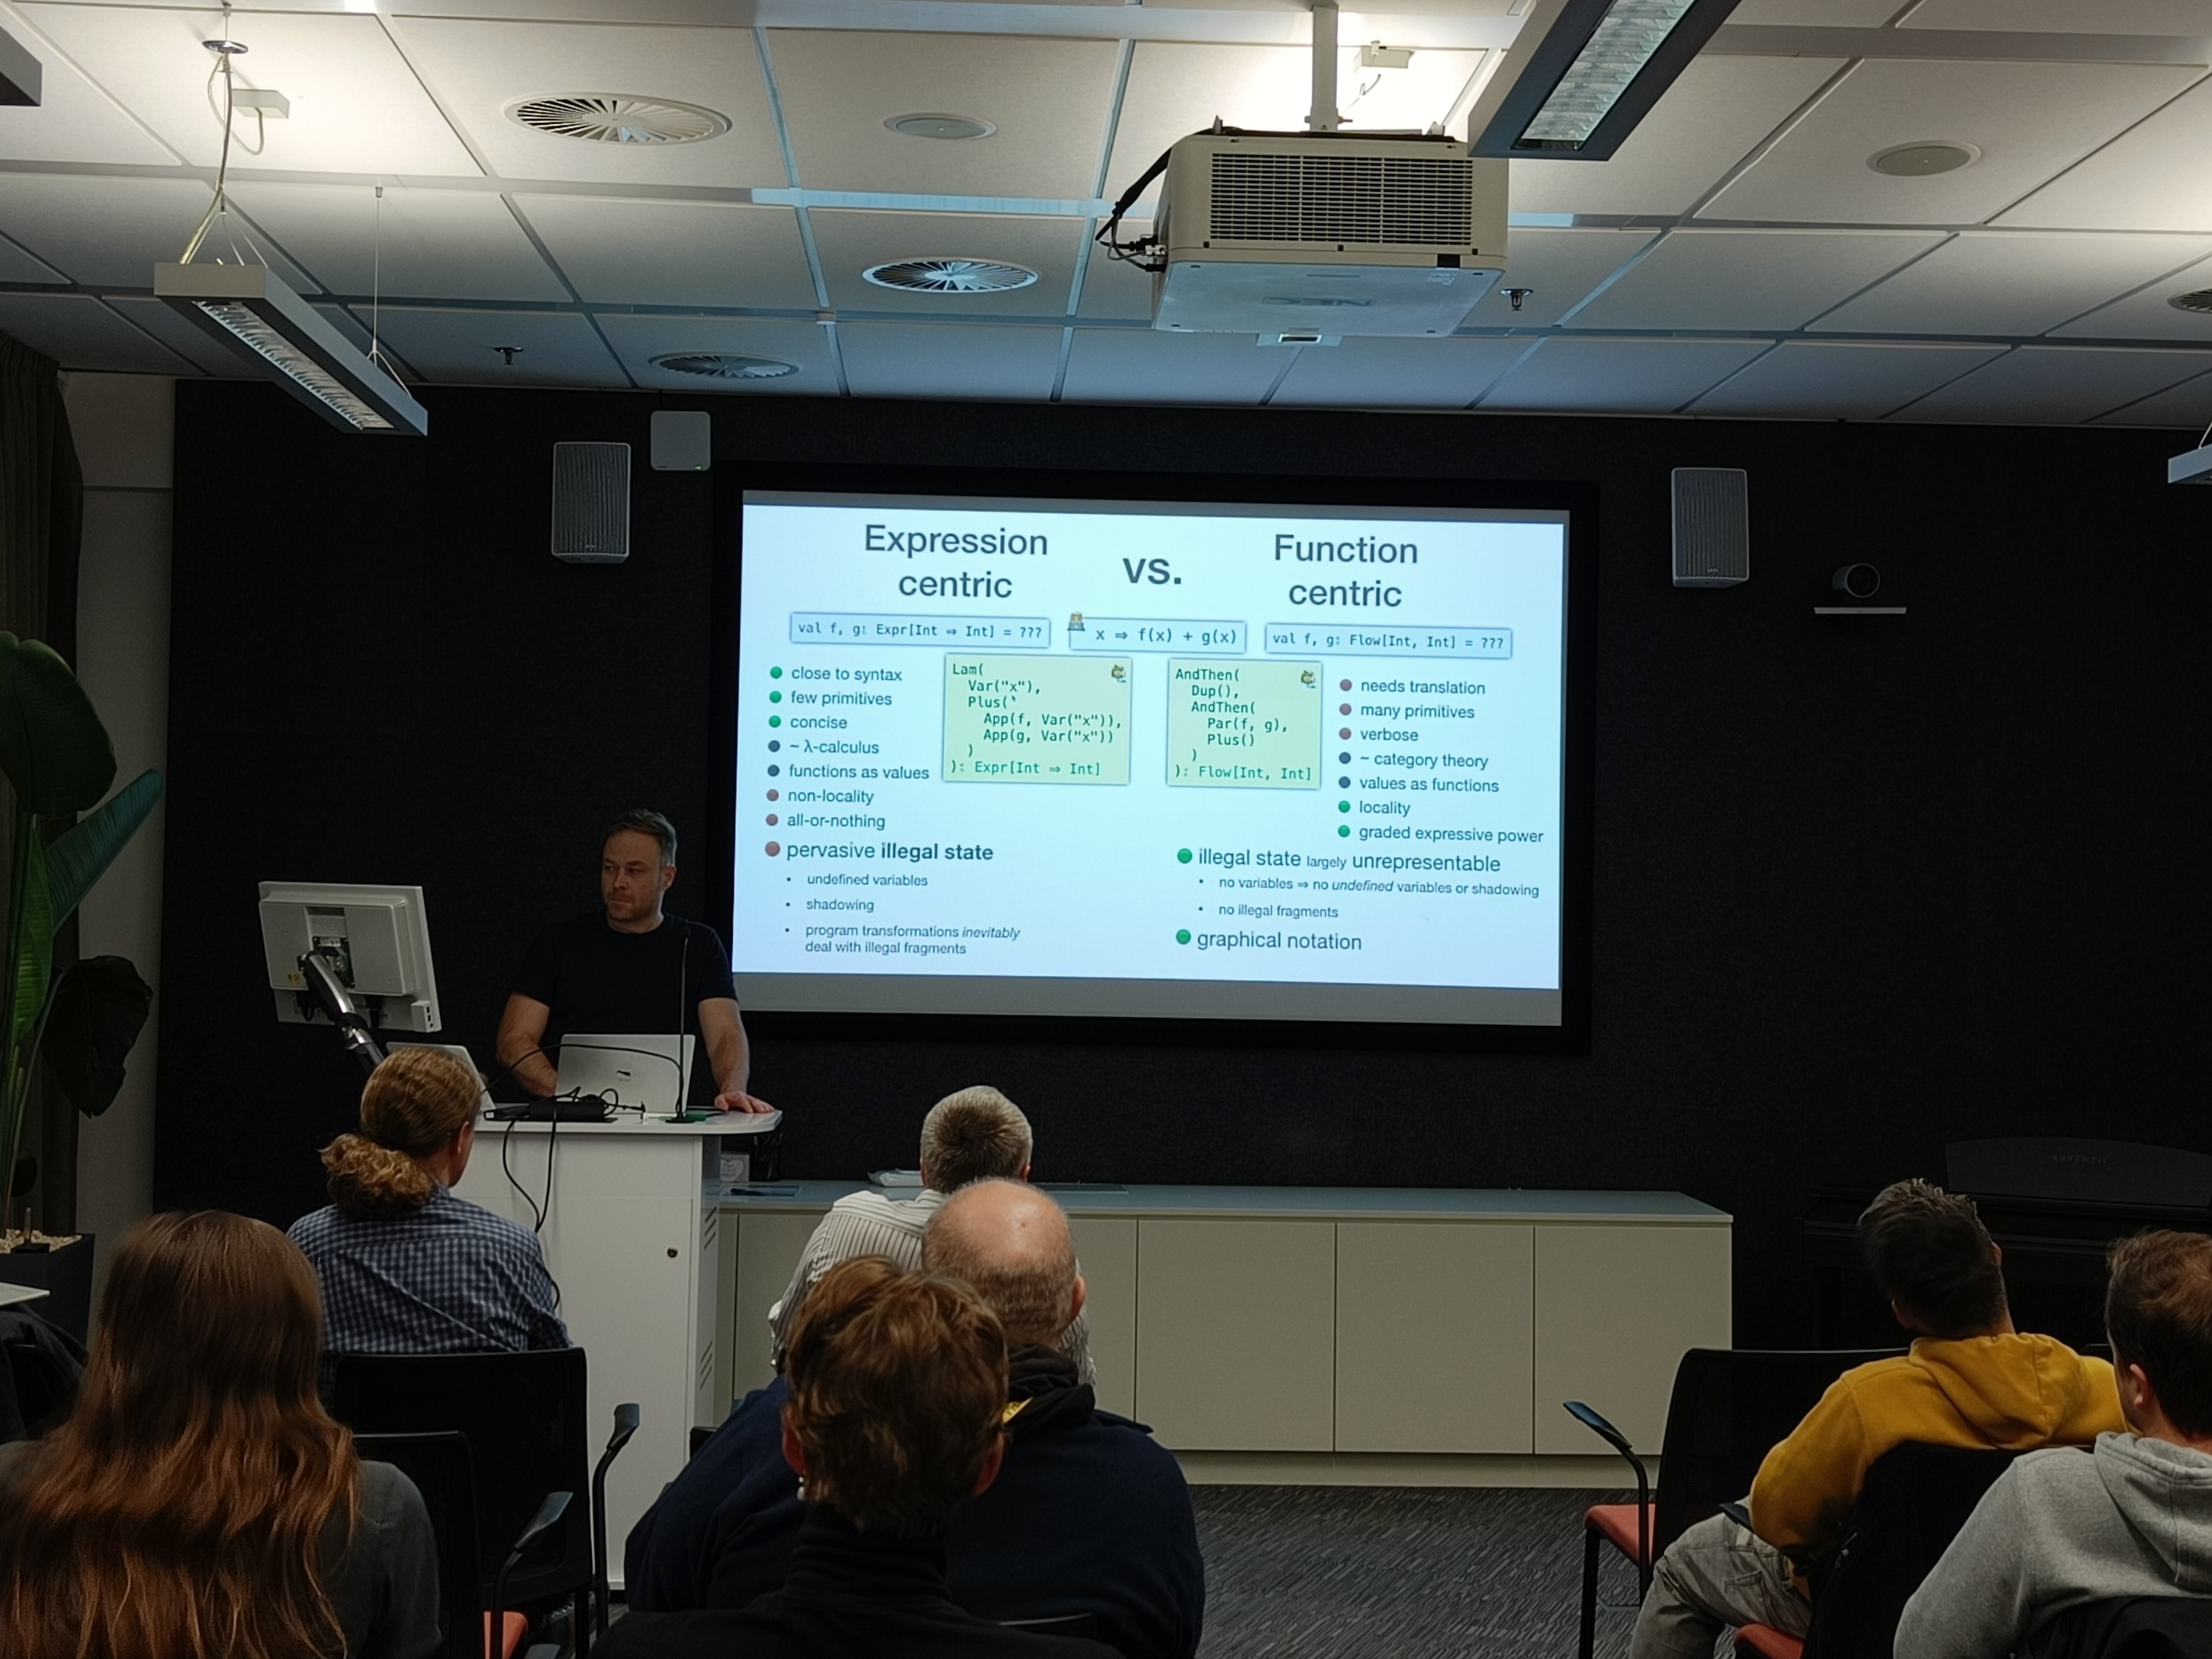 NEC
Expression
centric
vs.
Function
centric
val f, g: Expr[Int ⇒ Int] = ???
x ⇒ f(x) + g(x)
val f, g: Flow[Int, Int] = ???
close to syntax
few primitives
concise
~ λ-calculus
functions as values
non-locality
all-or-nothing
pervasive illegal state
undefined variables
shadowing
program transformations inevitably
deal with illegal fragments
Lam(
Var("x"),
Plus(`
App(f, Var("x")),
App(g, Var("x"))
)
): Expr[Int ⇒ Int]
AndThen(
Dup(),
AndThen(
Par(f, g),
Plus()
)
): Flow[Int, Int]
needs translation
many primitives
verbose
~ category theory
values as functions
locality
graded expressive power
illegal state largely unrepresentable
no variables ⇒ no undefined variables or shadowing
no illegal fragments
graphical notation